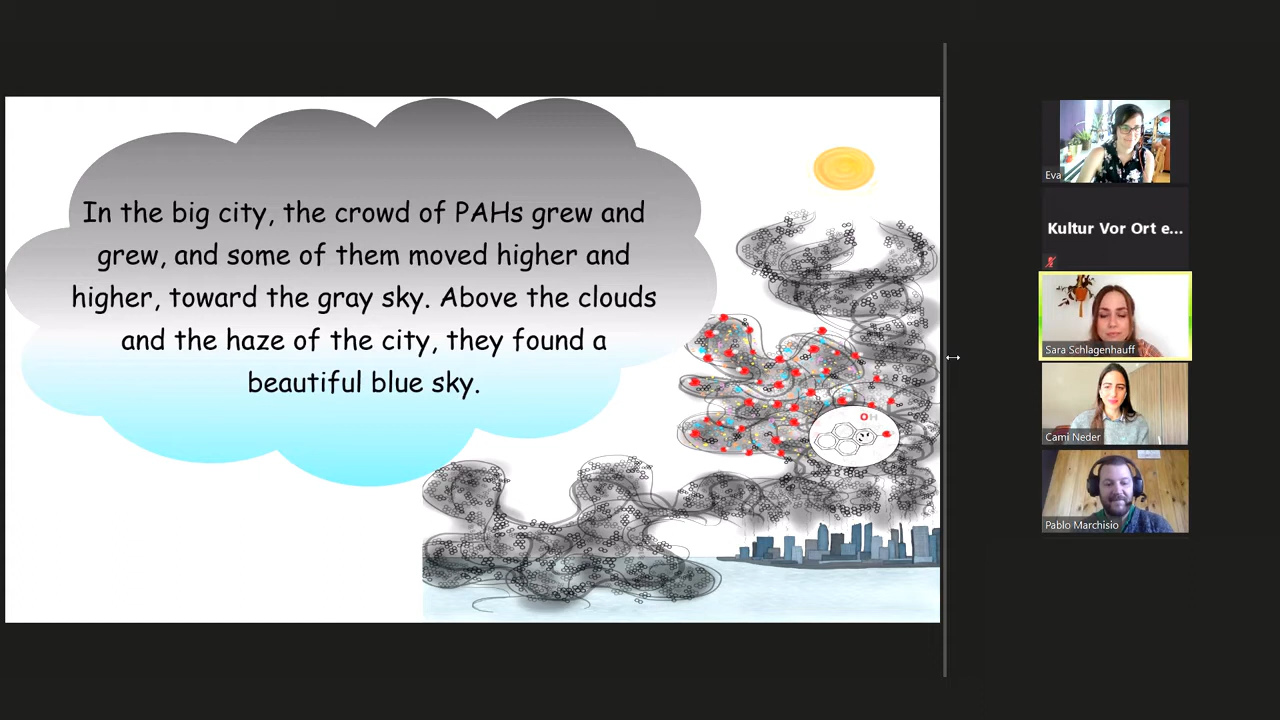 In the big city, the crowd of PAHs grew and
grew, and some of them moved higher and
higher, toward the gray sky. Above the clouds
and the haze of the city, they found a
beautiful blue sky.
OH
Eva
Kultur Vor Ort e...
Sara Schlagenhauff
Cami Neder
Pablo Marchisio